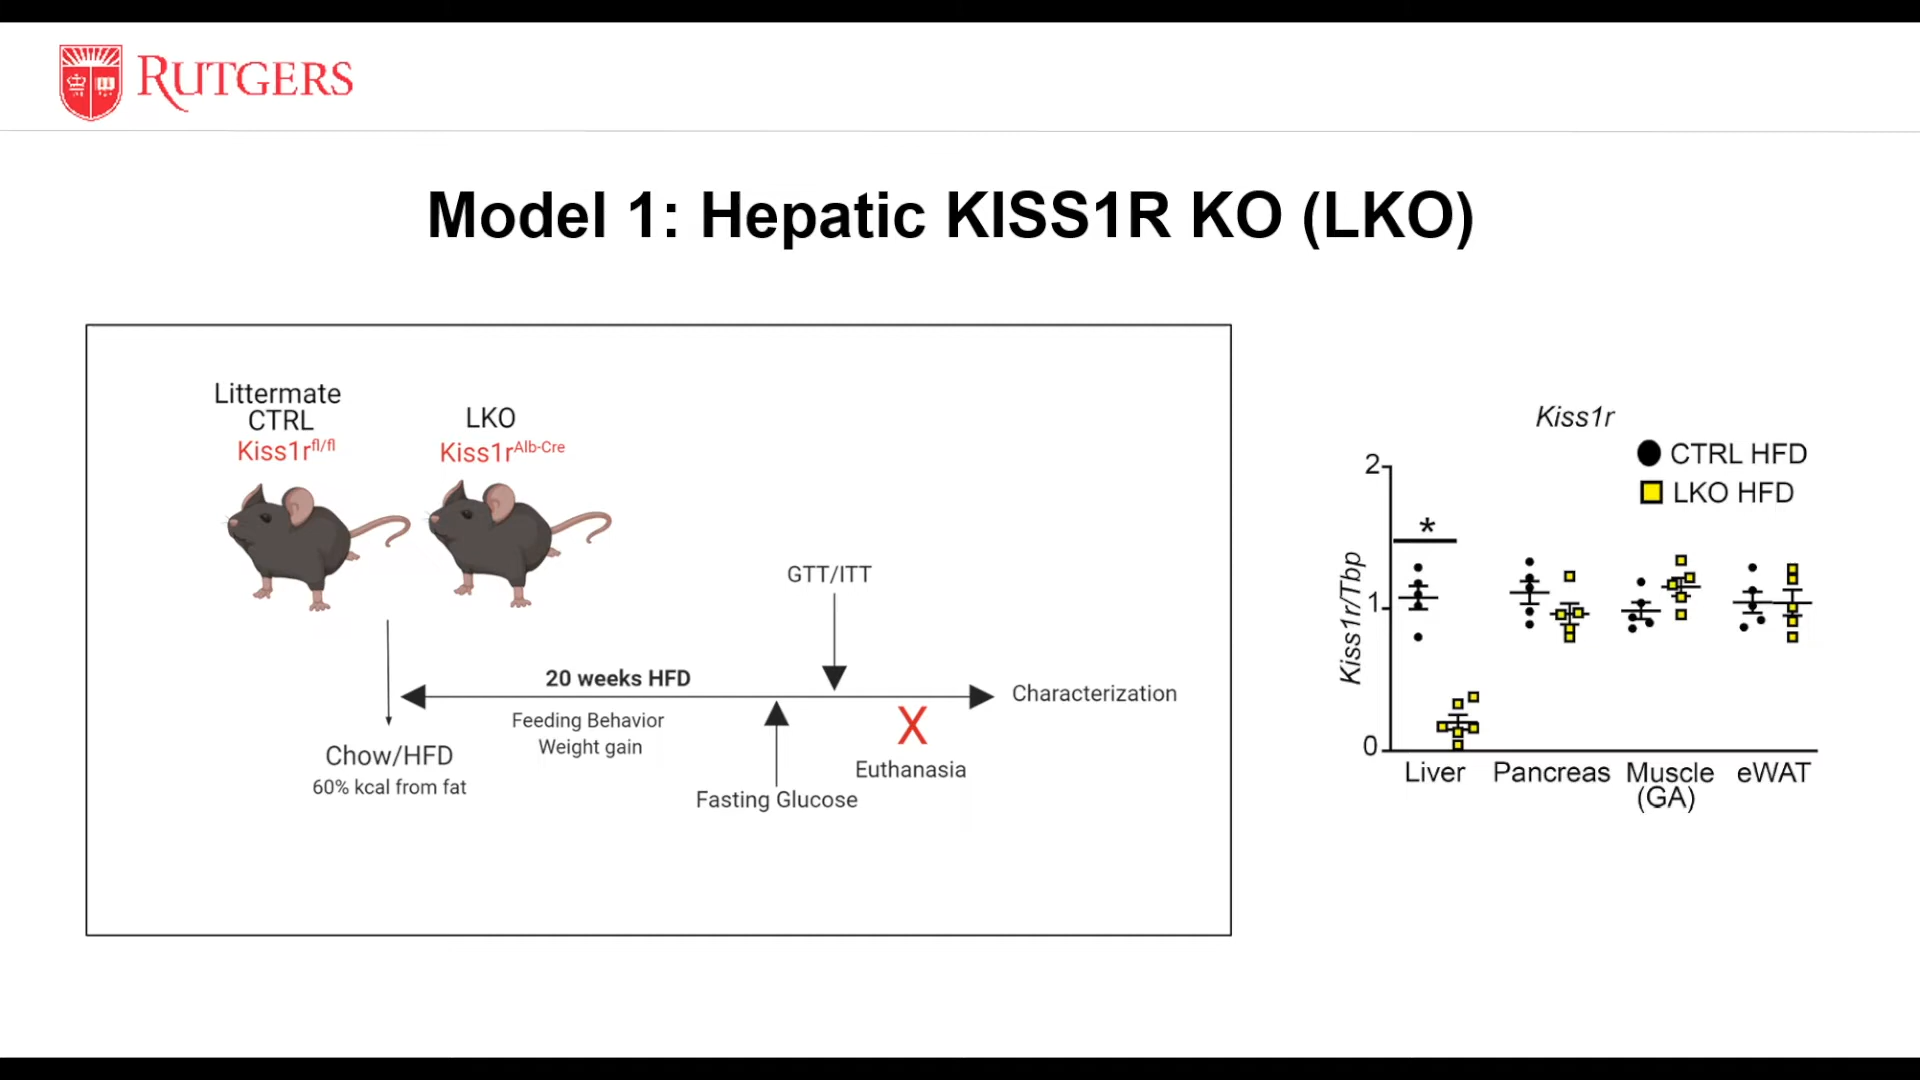 RUTGERS
Model 1: Hepatic KISS1R KO (LKO)
Littermate
CTRL
Kiss1rfl/fl
LKO
Kiss1rAlb-Cre
GTT/ITT
20 weeks HFD
Feeding Behavior
Weight gain
Characterization
X
Euthanasia
Fasting Glucose
Chow/HFD
60% kcal from fat
Kiss1r
CTRL HFD
LKO HFD
2
*
1
0
Kiss1r/Tbp
Liver Pancreas Muscle eWAT
(GA)